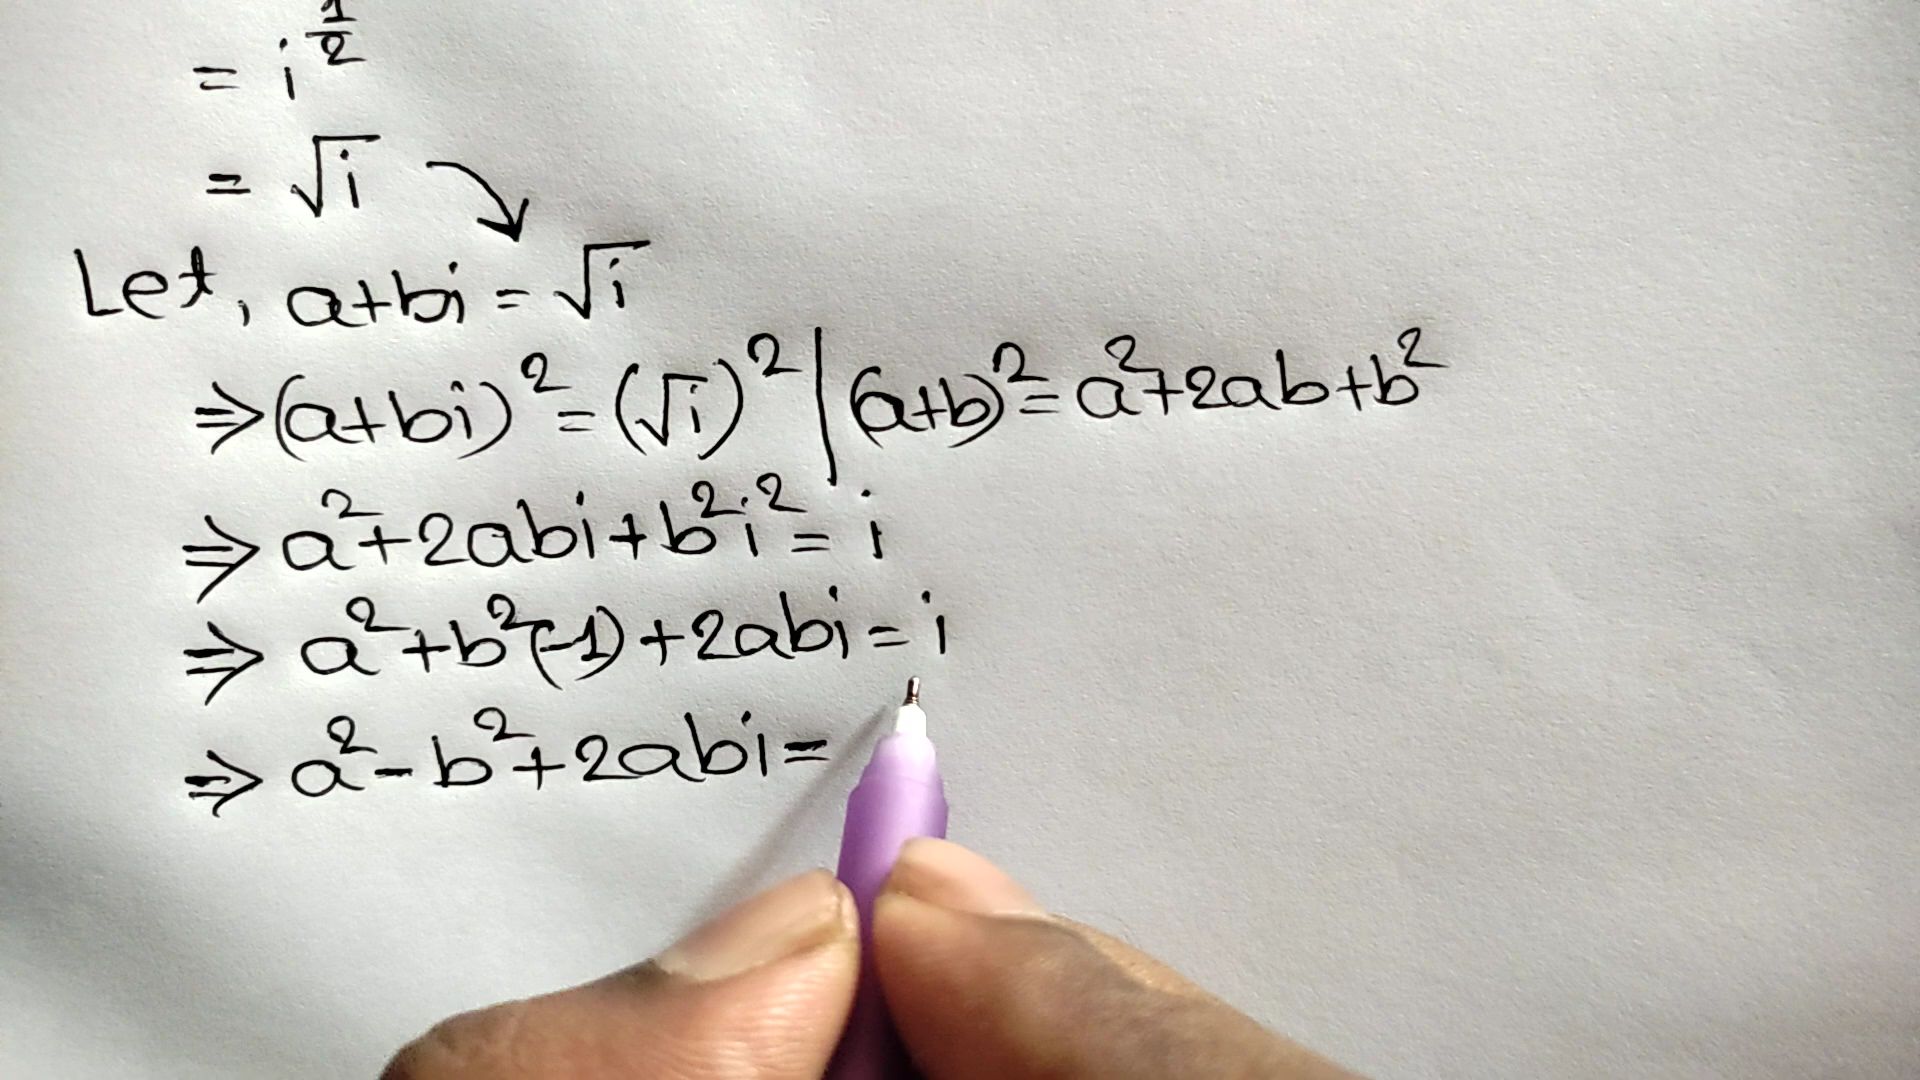 = i^(1/2)
= √i
Let, a+bi = √i
⇒ (a+bi)² = (√i)² | (a+b)² = a²+2ab+b²
⇒ a²+2abi+b²i² = i
⇒ a²+b²(-1)+2abi = i
⇒ a²-b²+2abi =